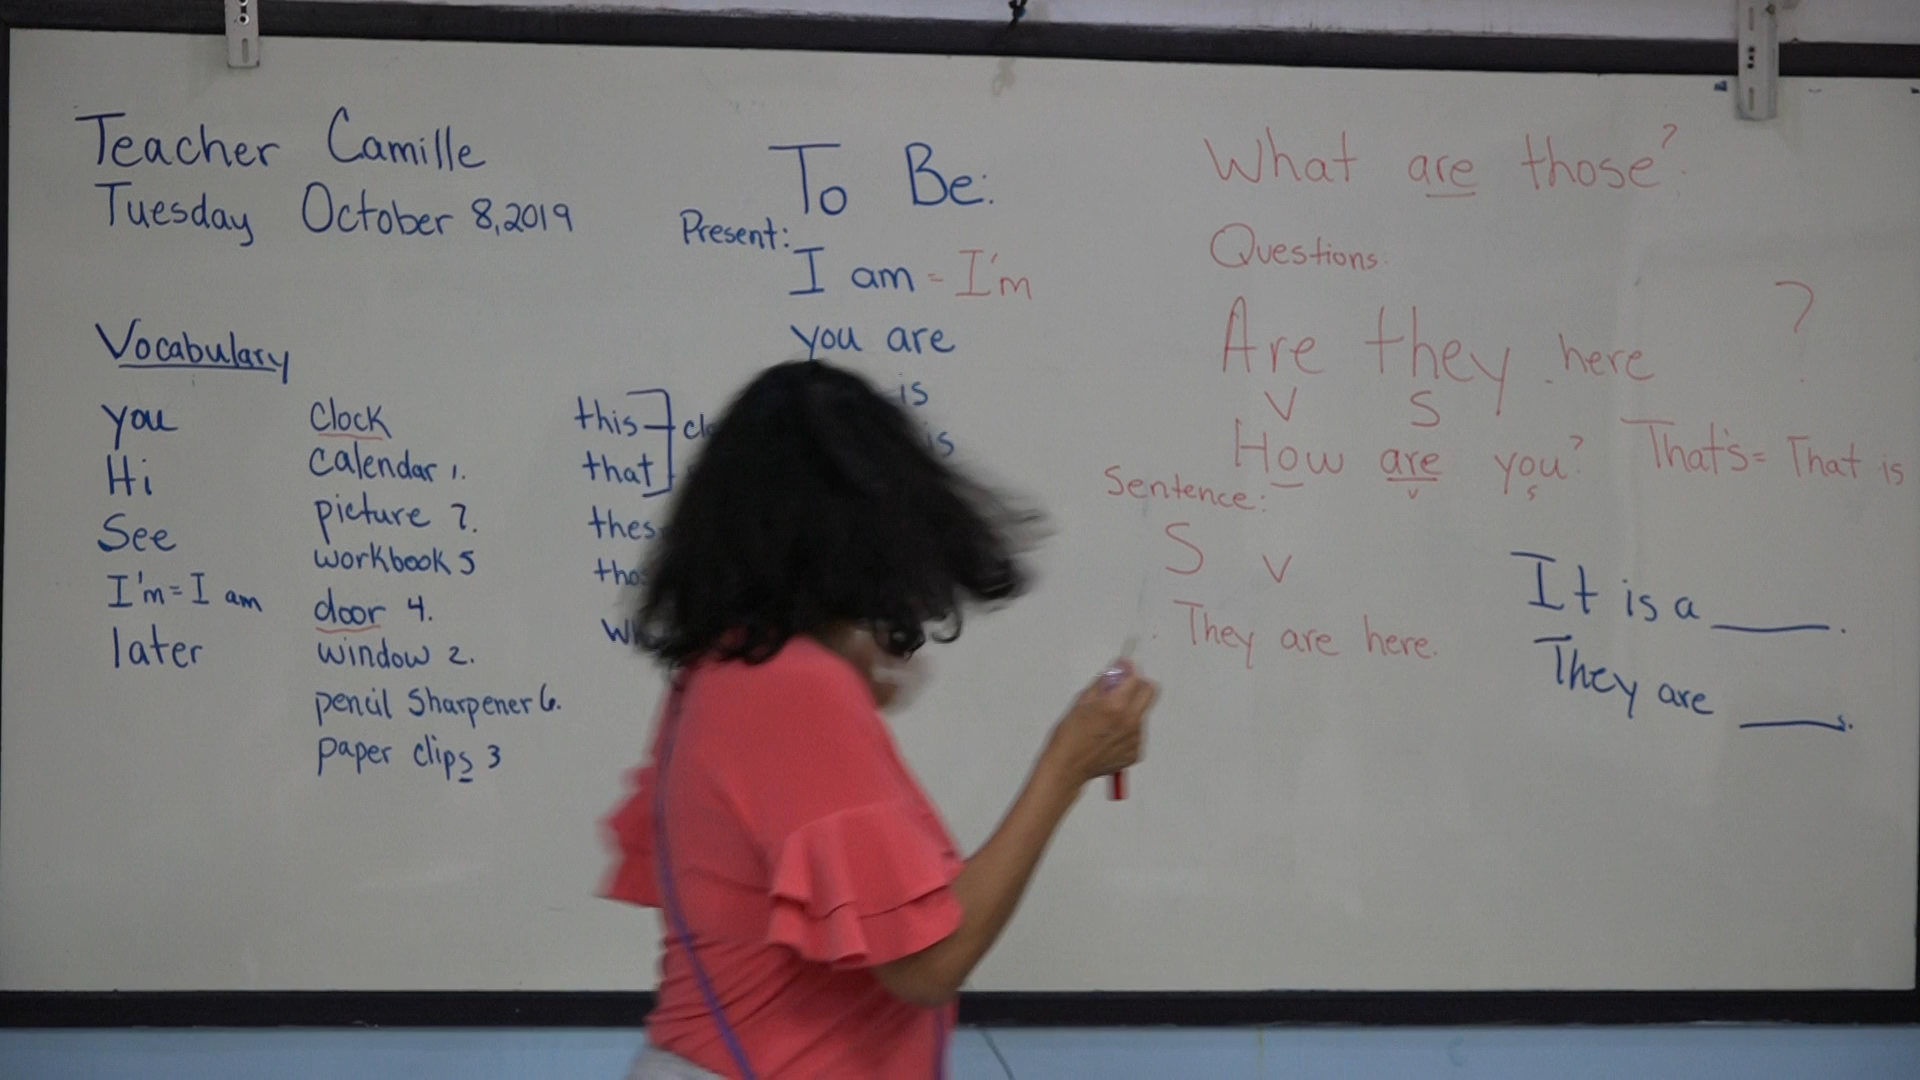 Teacher Camille
Tuesday October 8, 2019
Vocabulary
you
Hi
See
I'm = I am
later
clock
calendar 1.
picture 7.
workbook 5
door 4.
window 2.
pencil sharpener 6.
paper clips 3
this
that
To Be:
Present:
I am = I'm
you are
is
is
What are those?
Questions:
Are they here ?
V S
How are you? That's = That is
v s
Sentence:
S V
They are here.
It is a ____.
They are ____s.